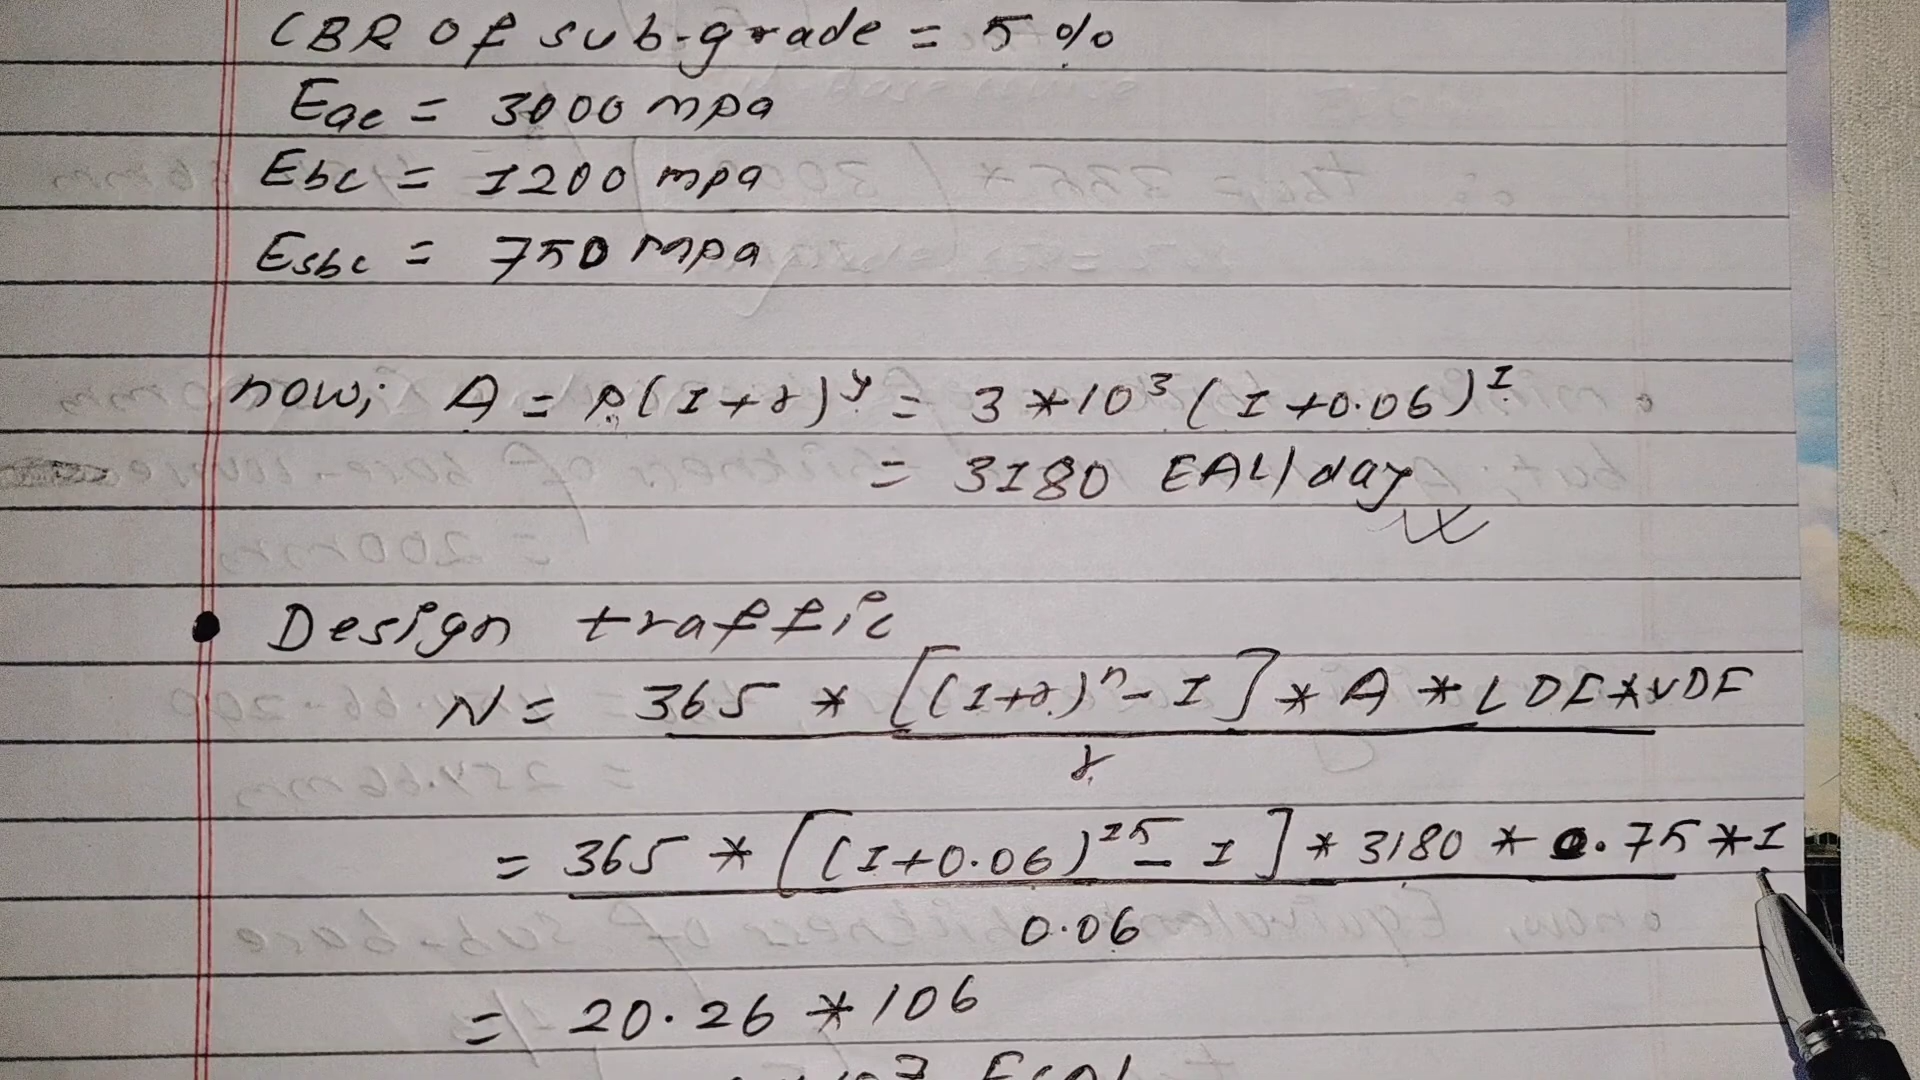 CBR Of sub-grade = 5 %
Eac = 3000 mpa
Ebc = 1200 mpa
Esbc = 750 mpa
now; A = P(1+r)^y = 3*10^3 (1+0.06)^1
= 3180 EAL/day
Design traffic
N = 365 * [(1+r)^n - 1] * A * LDF * VDF
r
= 365 * [(1+0.06)^15 - 1] * 3180 * 0.75 * 1
0.06
= 20.26 * 106